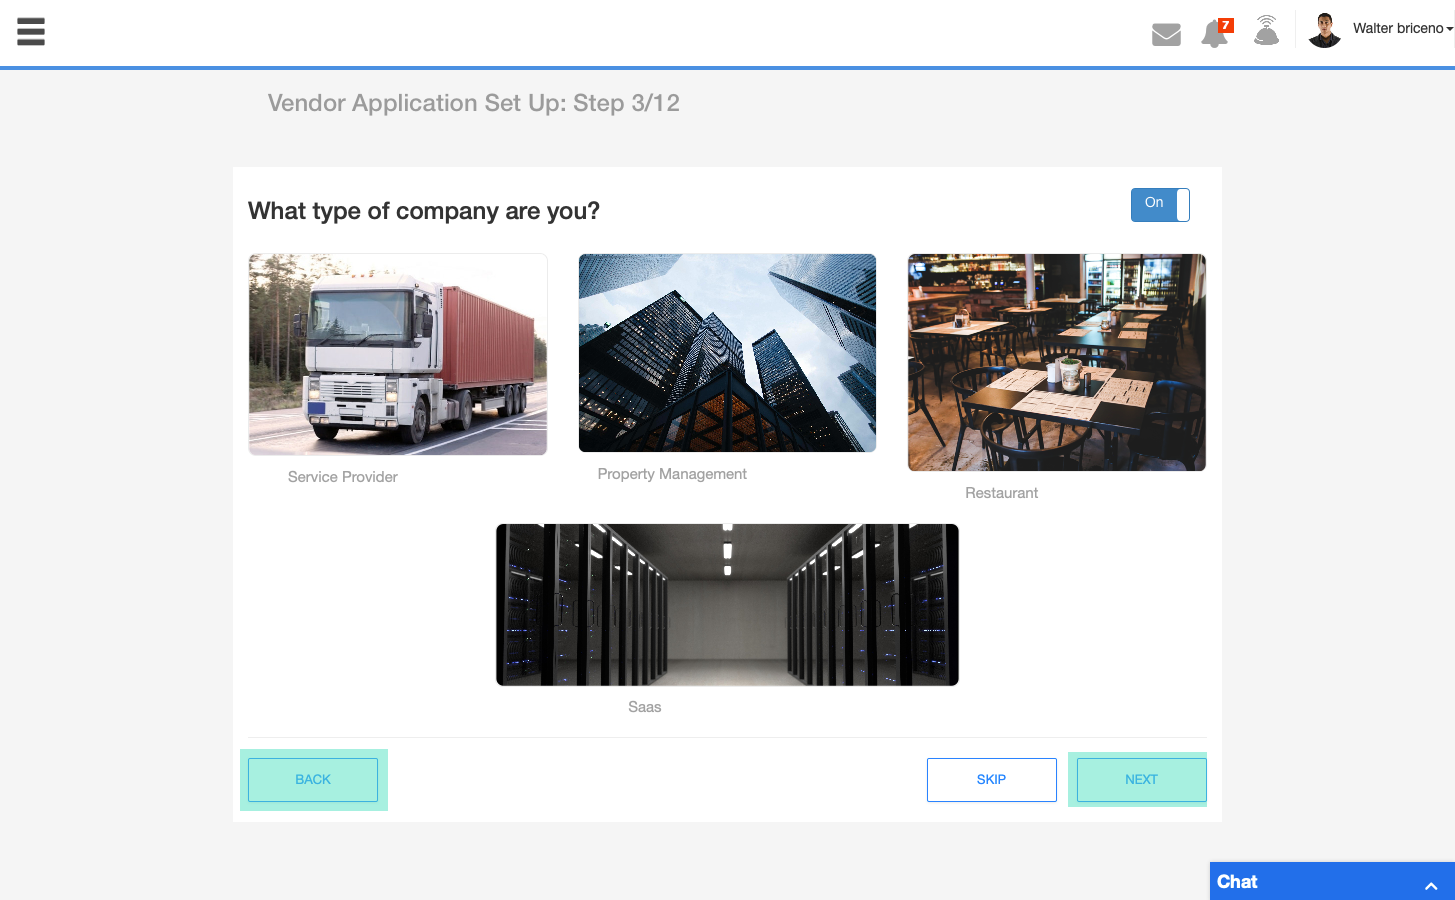 7
Walter briceno
Vendor Application Set Up: Step 3/12
What type of company are you?
On
Service Provider
Property Management
Restaurant
Saas
BACK
SKIP
NEXT
Chat